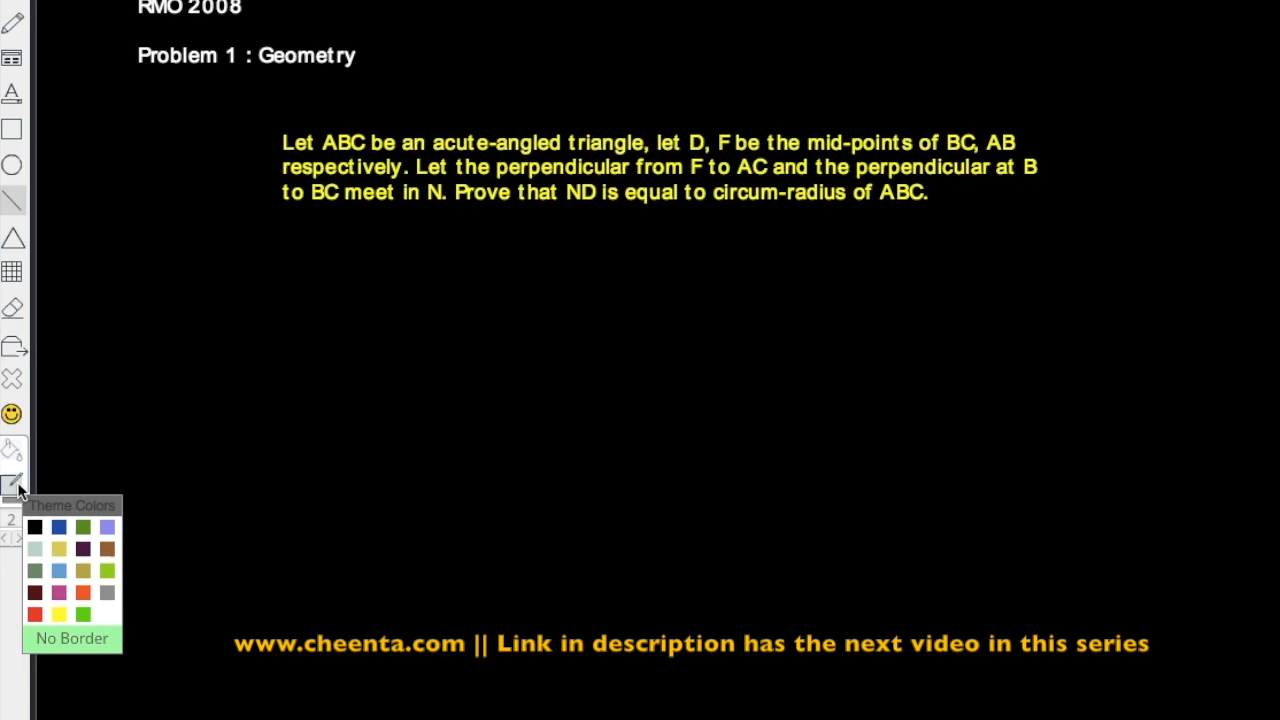 RMO 2008
Problem 1 : Geometry
Let ABC be an acute-angled triangle, let D, F be the mid-points of BC, AB
respectively. Let the perpendicular from F to AC and the perpendicular at B
to BC meet in N. Prove that ND is equal to circum-radius of ABC.
2
Theme Colors
No Border
www.cheenta.com || Link in description has the next video in this series